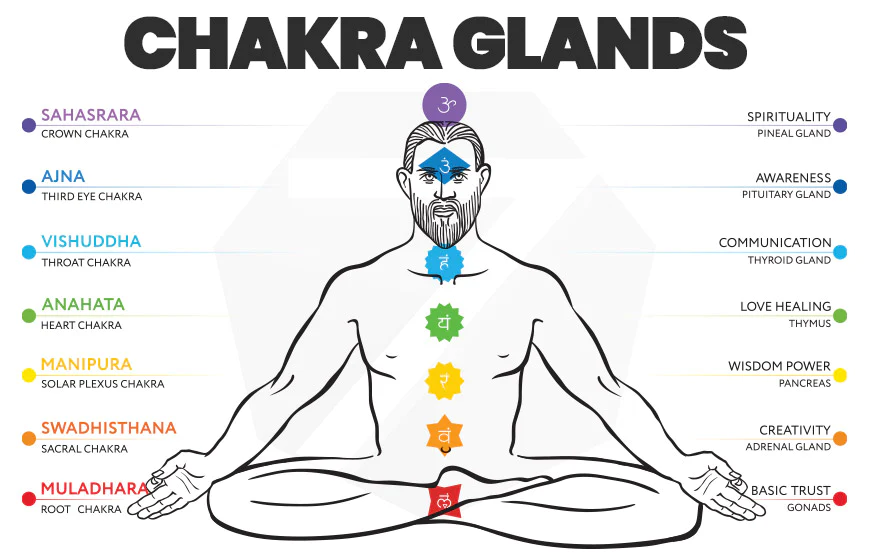 CHAKRA GLANDS
ॐ
SAHASRARA
CROWN CHAKRA
SPIRITUALITY
PINEAL GLAND
AJNA
THIRD EYE CHAKRA
AWARENESS
PITUITARY GLAND
VISHUDDHA
THROAT CHAKRA
हं
COMMUNICATION
THYROID GLAND
ANAHATA
HEART CHAKRA
यं
LOVE HEALING
THYMUS
MANIPURA
SOLAR PLEXUS CHAKRA
रं
WISDOM POWER
PANCREAS
SWADHISTHANA
SACRAL CHAKRA
वं
CREATIVITY
ADRENAL GLAND
MULADHARA
ROOT CHAKRA
लं
BASIC TRUST
GONADS